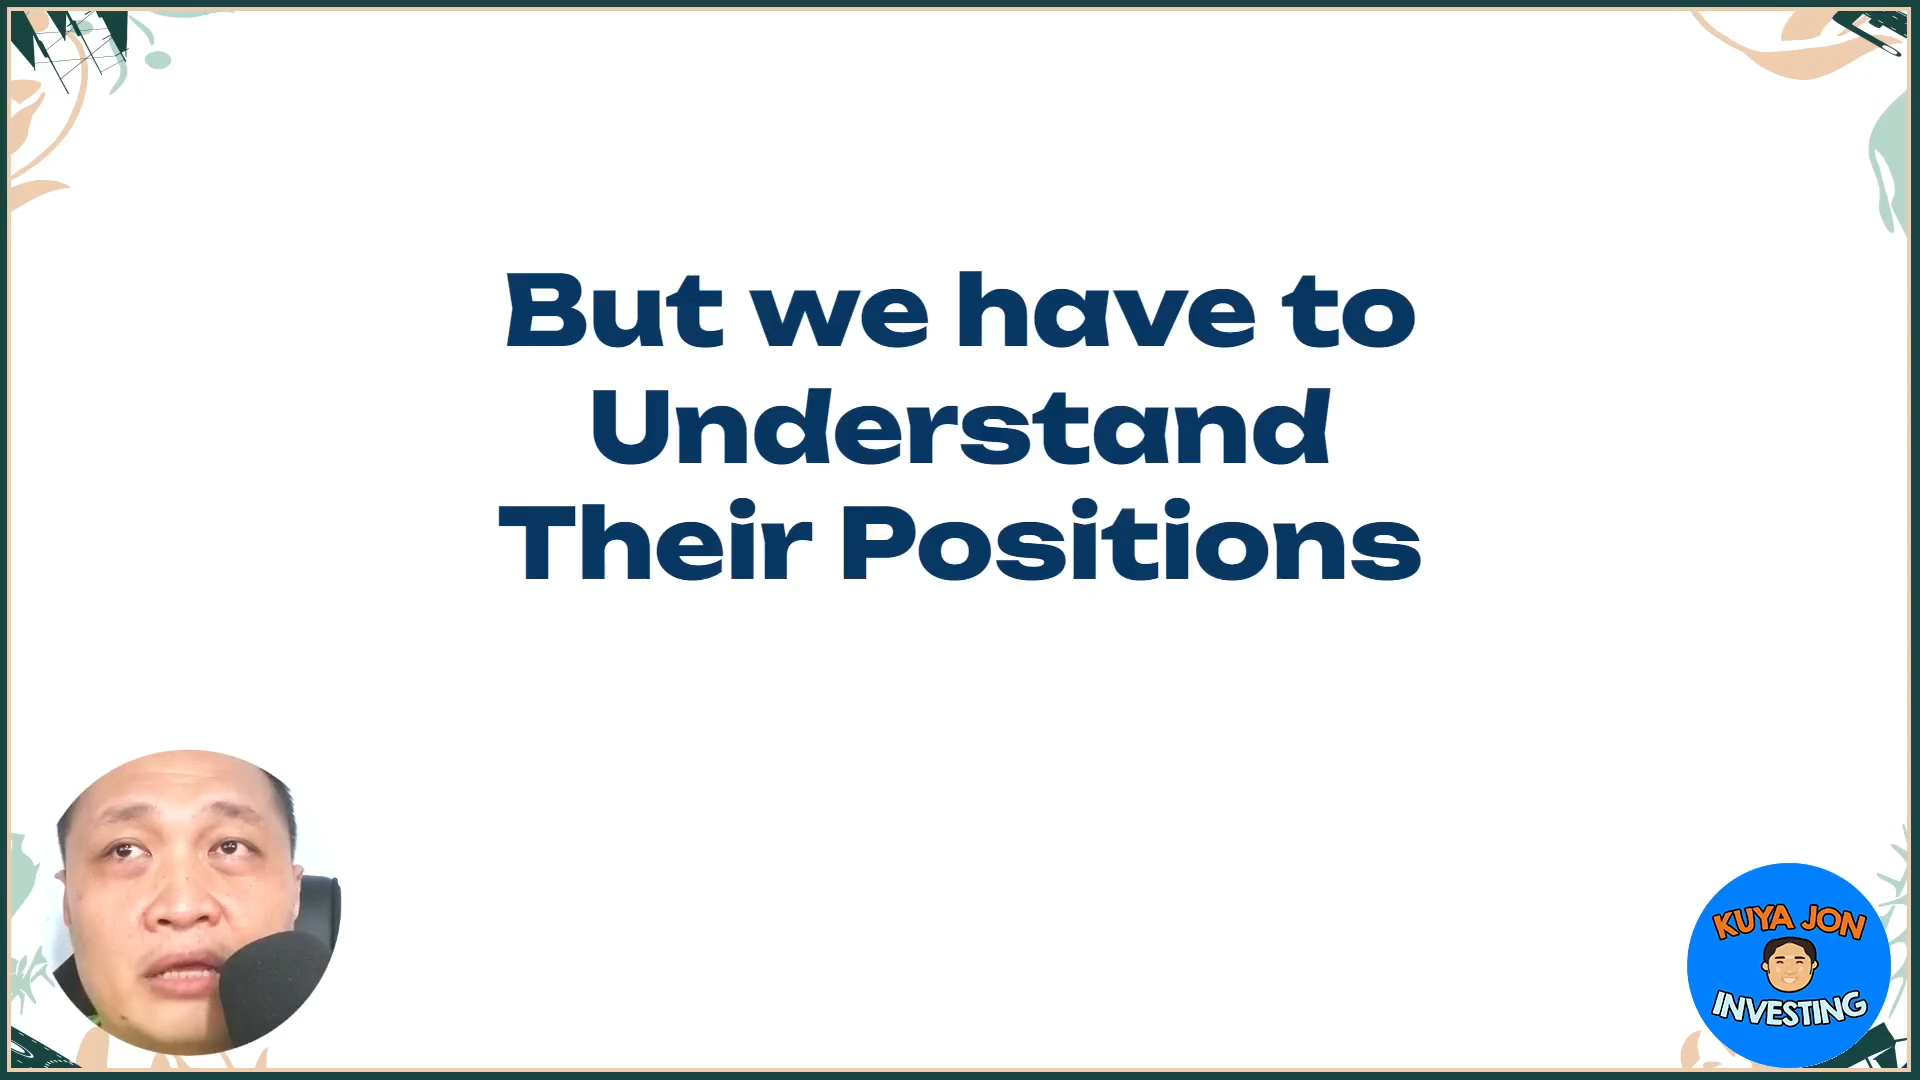 But we have to
Understand
Their Positions
KUYA JON
INVESTING